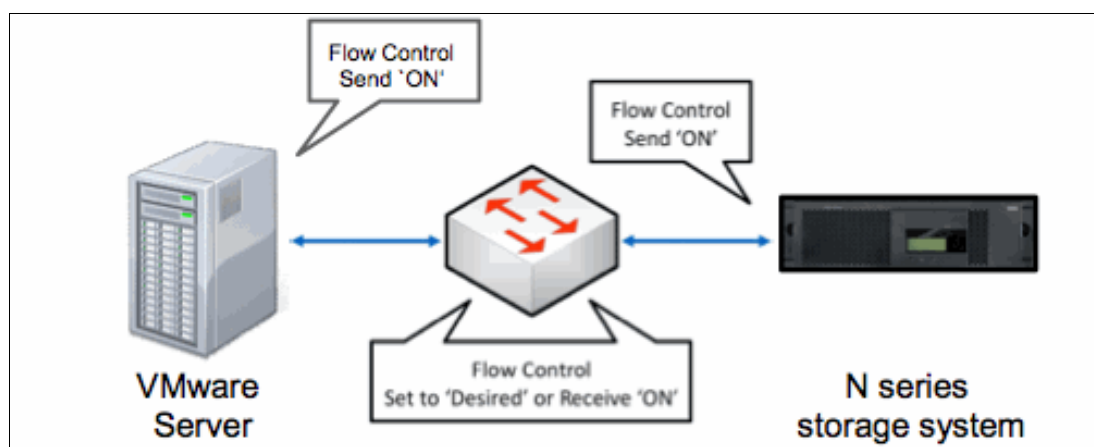 Flow Control
Send `ON'
Flow Control
Send 'ON'
Flow Control
Set to 'Desired' or Receive 'ON'
VMware
Server
N series
storage system